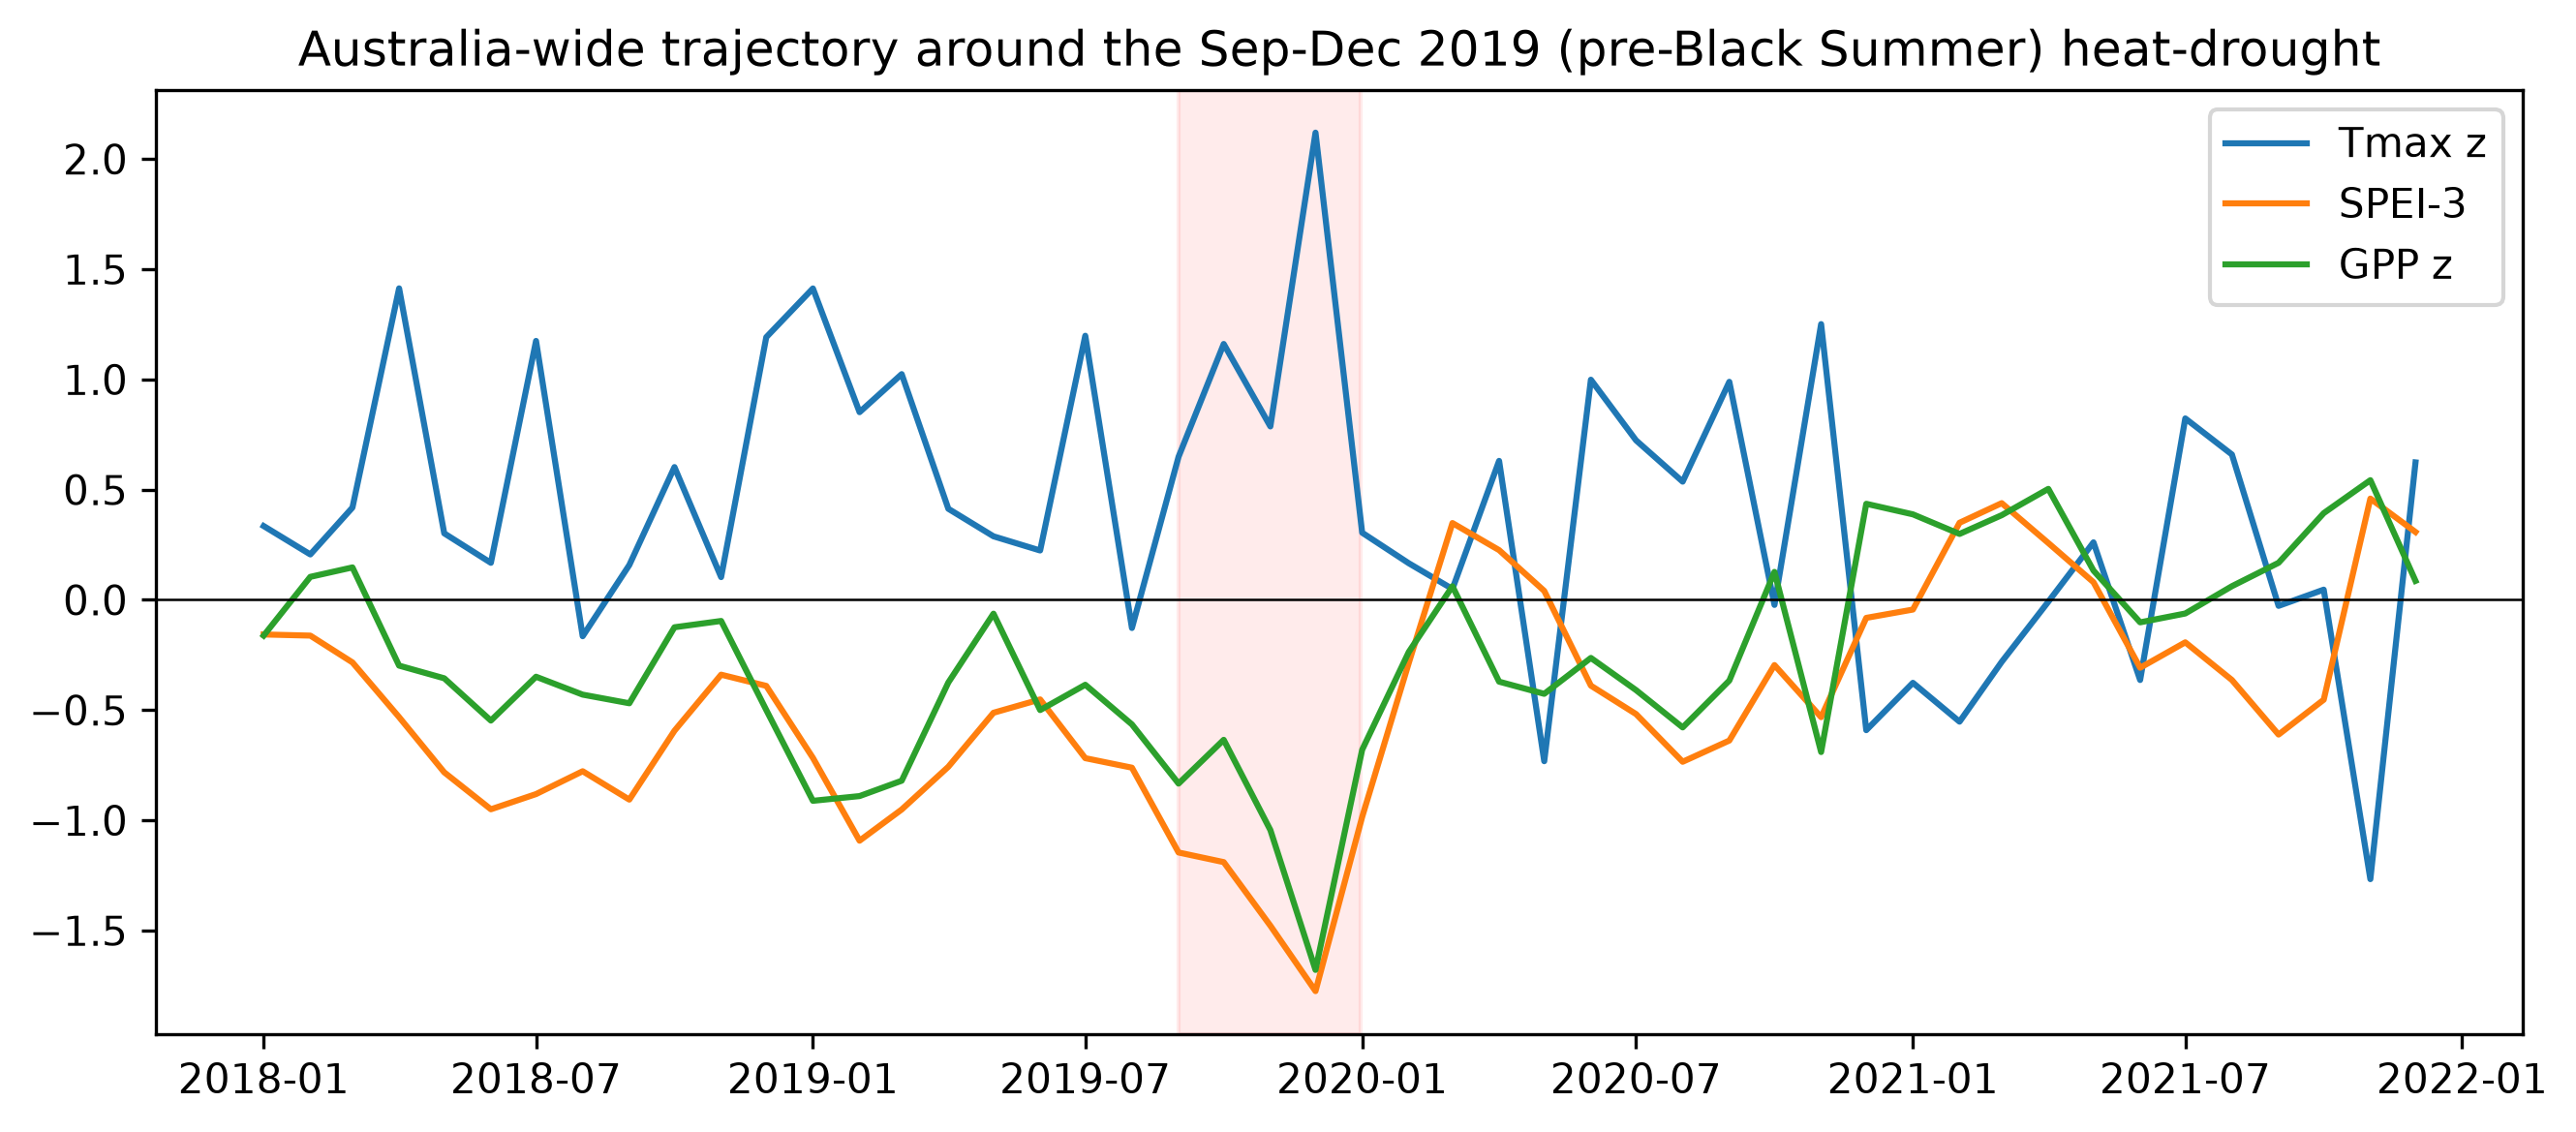 Australia-wide trajectory around the Sep-Dec 2019 (pre-Black Summer) heat-drought
Tmax z
SPEI-3
GPP z
2.0
1.5
1.0
0.5
0.0
−0.5
−1.0
−1.5
2018-01 2018-07 2019-01 2019-07 2020-01 2020-07 2021-01 2021-07 2022-01